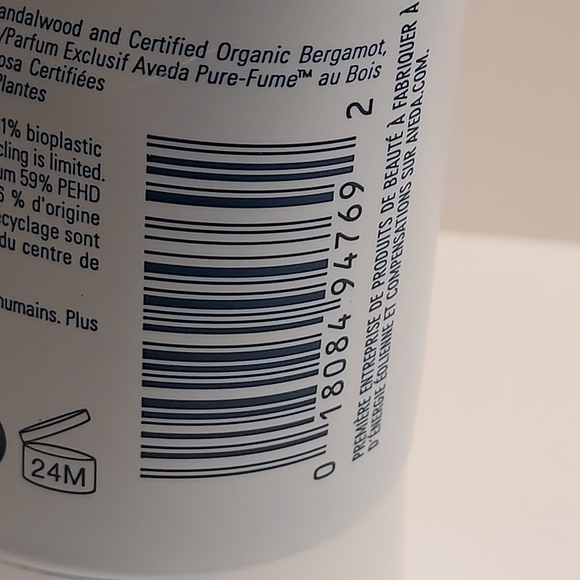 andalwood and Certified Organic Bergamot,
/Parfum Exclusif Aveda Pure-Fume™ au Bois
osa Certifiées
Plantes
1% bioplastic
cling is limited.
um 59% PEHD
% d'origine
ecyclage sont
du centre de
humains. Plus
24M
0 18084 94769 2
PREMIÈRE ENTREPRISE DE PRODUITS DE BEAUTÉ À FABRIQUER À
D'ÉNERGIE ÉOLIENNE ET COMPENSATIONS SUR AVEDA.COM.